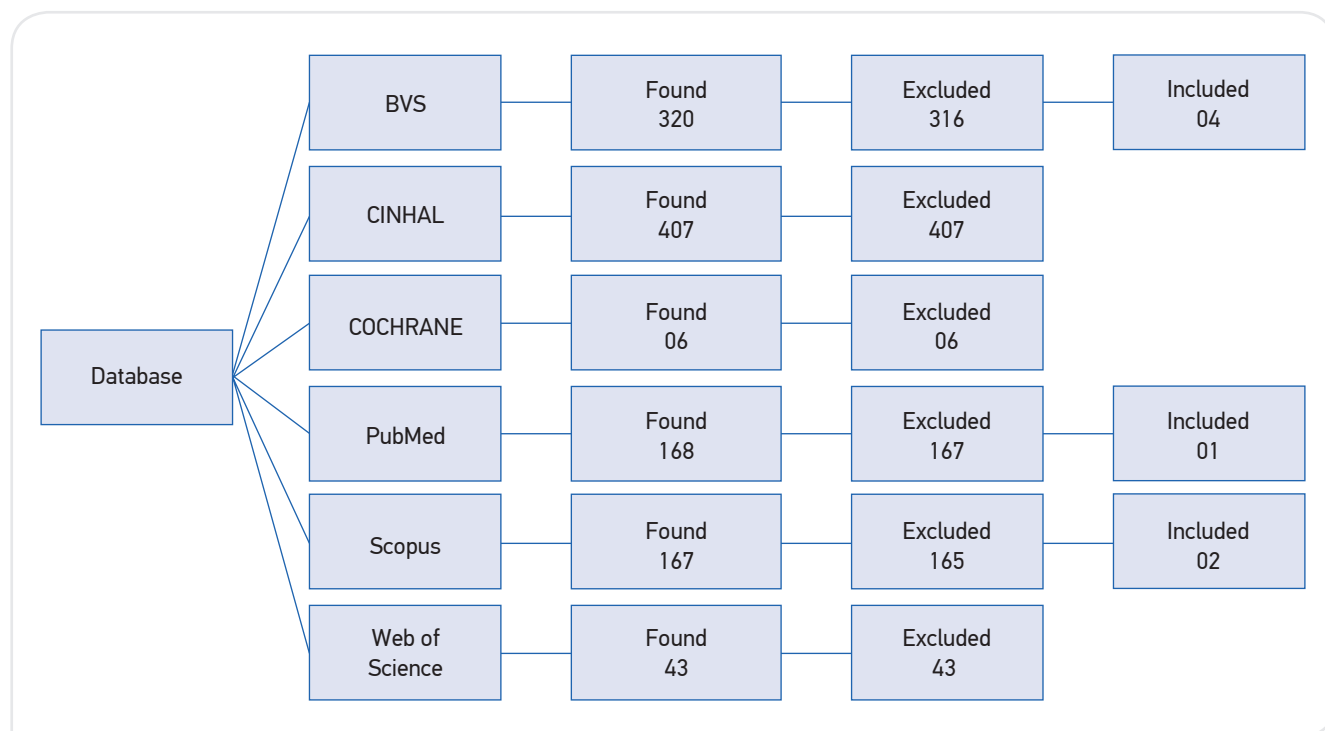 BVS
Found
320
Excluded
316
Included
04
CINHAL
Found
407
Excluded
407
COCHRANE
Found
06
Excluded
06
Database
PubMed
Found
168
Excluded
167
Included
01
Scopus
Found
167
Excluded
165
Included
02
Web of
Science
Found
43
Excluded
43